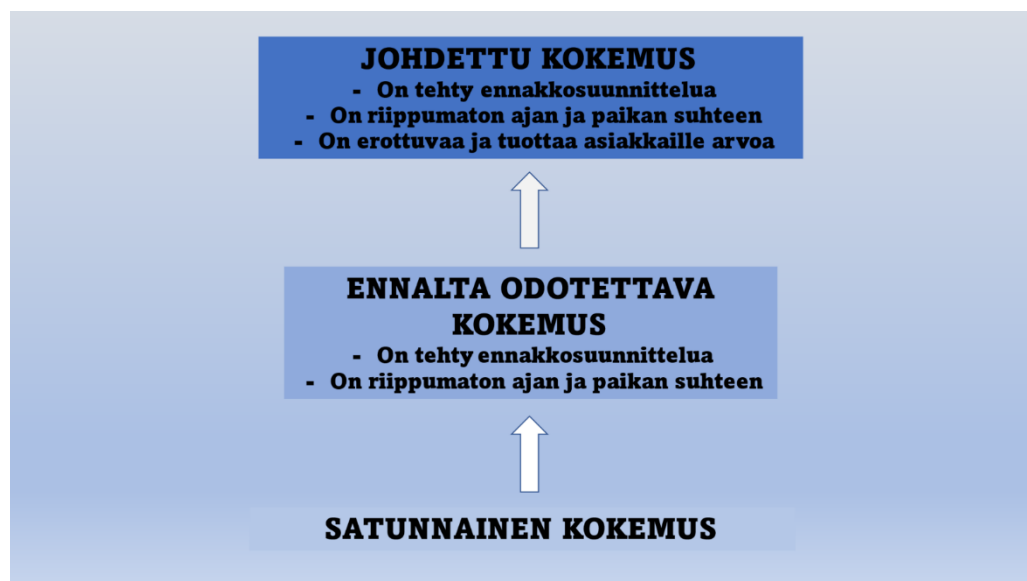 JOHDETTU KOKEMUS
- On tehty ennakkosuunnittelua
- On riippumaton ajan ja paikan suhteen
- On erottuvaa ja tuottaa asiakkaille arvoa
ENNALTA ODOTETTAVA
KOKEMUS
- On tehty ennakkosuunnittelua
- On riippumaton ajan ja paikan suhteen
SATUNNAINEN KOKEMUS